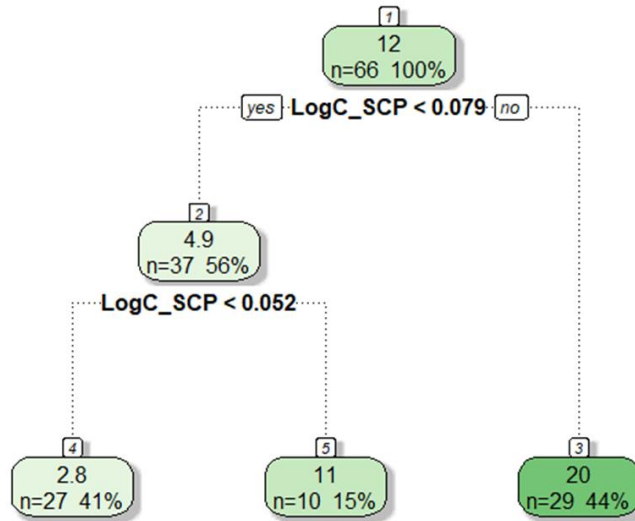 1
12
n=66 100%
yes LogC_SCP < 0.079 no
2
4.9
n=37 56%
LogC_SCP < 0.052
4 5 3
2.8 11 20
n=27 41% n=10 15% n=29 44%